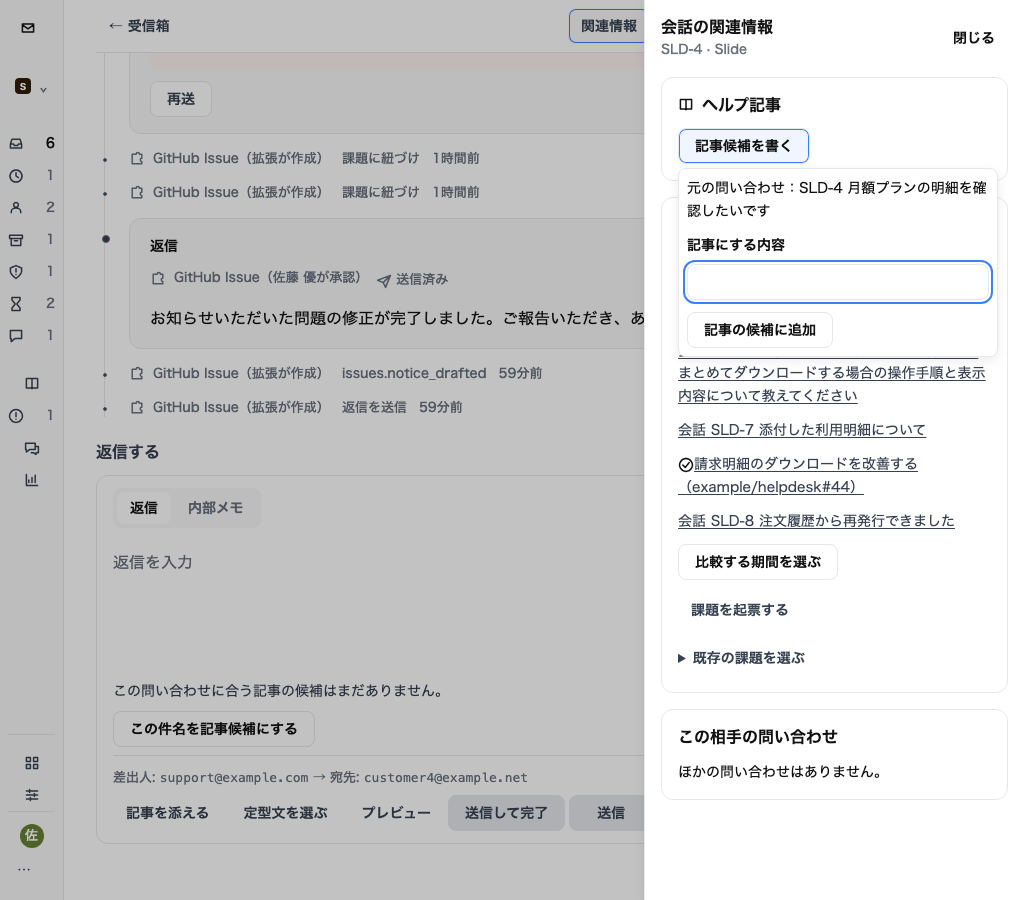 S
6
1
2
1
1
2
1
1
佐
…
← 受信箱
関連情報
再送
GitHub Issue（拡張が作成） 課題に紐づけ 1時間前
GitHub Issue（拡張が作成） 課題に紐づけ 1時間前
返信
GitHub Issue（佐藤 優が承認） 送信済み
お知らせいただいた問題の修正が完了しました。ご報告いただき、あ
GitHub Issue（拡張が作成） issues.notice_drafted 59分前
GitHub Issue（拡張が作成） 返信を送信 59分前
返信する
返信 内部メモ
返信を入力
この問い合わせに合う記事の候補はまだありません。
この件名を記事候補にする
差出人: support@example.com → 宛先: customer4@example.net
記事を添える 定型文を選ぶ プレビュー 送信して完了 送信
会話の関連情報
SLD-4 · Slide
閉じる
ヘルプ記事
記事候補を書く
元の問い合わせ：SLD-4 月額プランの明細を確
認したいです
記事にする内容
記事の候補に追加
まとめてダウンロードする場合の操作手順と表示
内容について教えてください
会話 SLD-7 添付した利用明細について
請求明細のダウンロードを改善する
（example/helpdesk#44）
会話 SLD-8 注文履歴から再発行できました
比較する期間を選ぶ
課題を起票する
▶ 既存の課題を選ぶ
この相手の問い合わせ
ほかの問い合わせはありません。